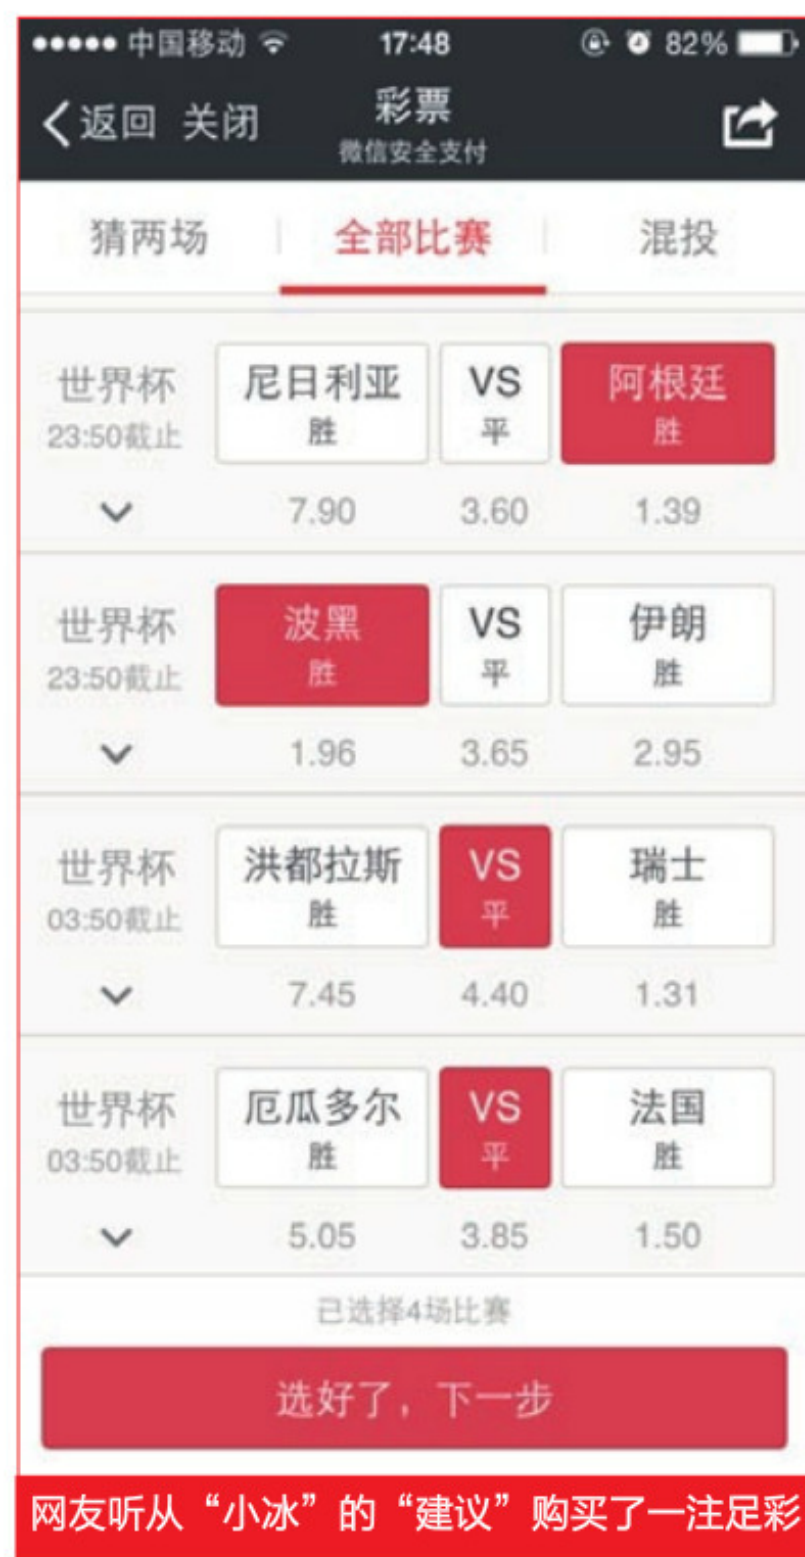 中国移动 17:48 82%
返回 关闭 彩票
微信安全支付
猜两场 全部比赛 混投
世界杯 尼日利亚 VS 阿根廷
23:50截止 胜 平 胜
7.90 3.60 1.39
世界杯 波黑 VS 伊朗
23:50截止 胜 平 胜
1.96 3.65 2.95
世界杯 洪都拉斯 VS 瑞士
03:50截止 胜 平 胜
7.45 4.40 1.31
世界杯 厄瓜多尔 VS 法国
03:50截止 胜 平 胜
5.05 3.85 1.50
已选择4场比赛
选好了，下一步
网友听从“小冰”的“建议”购买了一注足彩